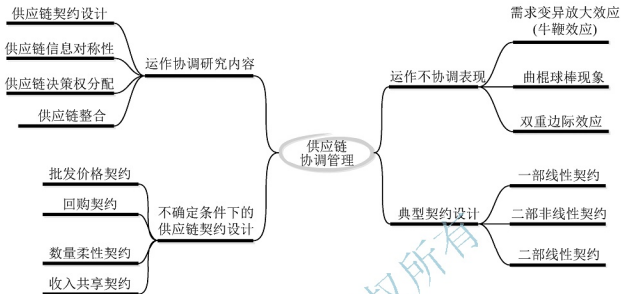 供应链契约设计
供应链信息对称性
供应链决策权分配
供应链整合
运作协调研究内容
批发价格契约
回购契约
数量柔性契约
收入共享契约
不确定条件下的
供应链契约设计
供应链
协调管理
运作不协调表现
需求变异放大效应
(牛鞭效应)
曲棍球棒现象
双重边际效应
典型契约设计
一部线性契约
二部非线性契约
二部线性契约
权所有